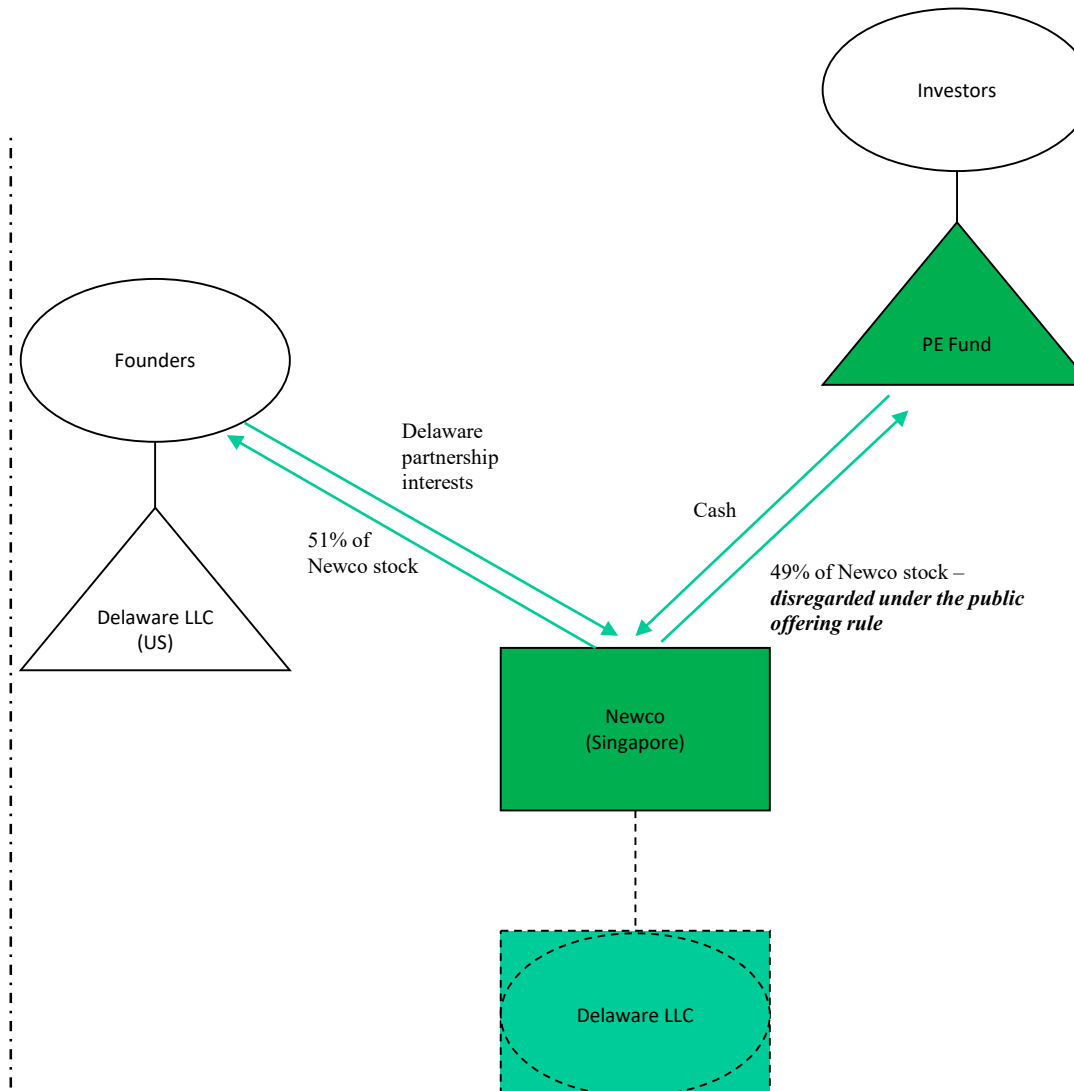 Investors
PE Fund
Founders
Delaware
partnership
interests
Cash
51% of
Newco stock
49% of Newco stock –
disregarded under the public
offering rule
Delaware LLC
(US)
Newco
(Singapore)
Delaware LLC